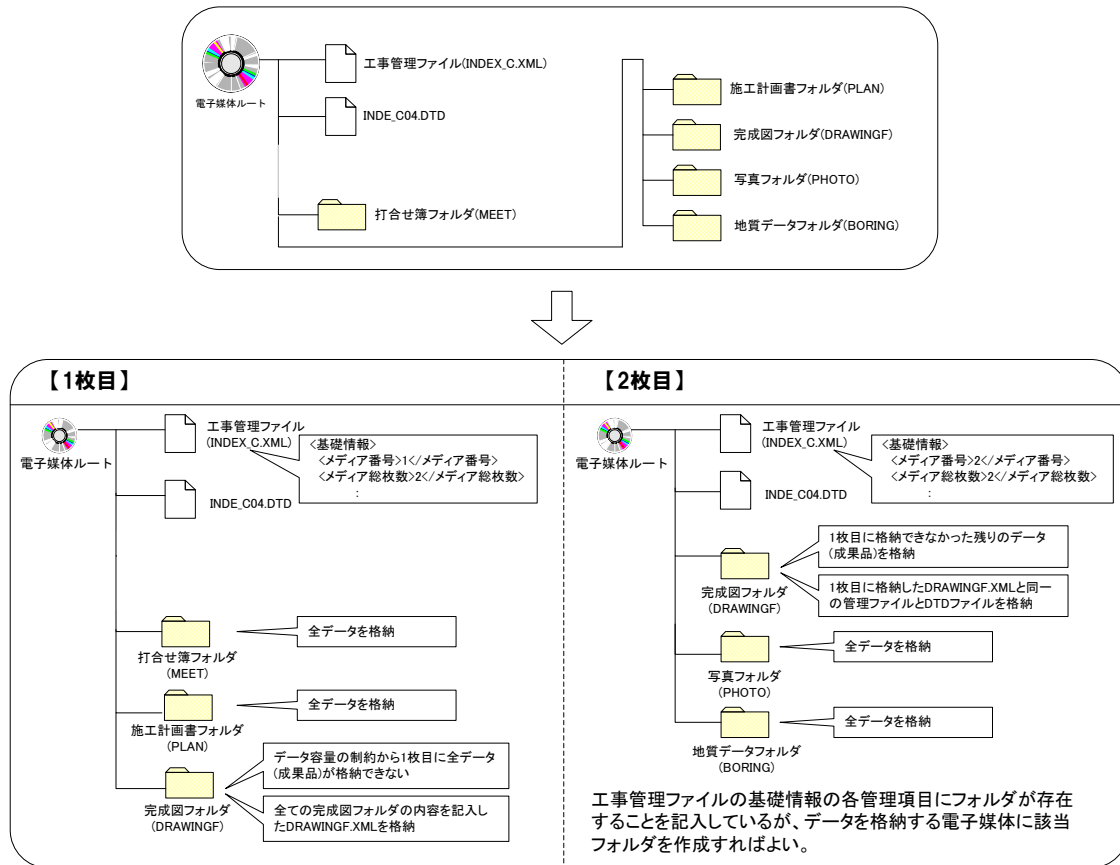 電子媒体ルート
工事管理ファイル(INDEX_C.XML)
INDE_C04.DTD
打合せ簿フォルダ(MEET)
施工計画書フォルダ(PLAN)
完成図フォルダ(DRAWINGF)
写真フォルダ(PHOTO)
地質データフォルダ(BORING)
【1枚目】
電子媒体ルート
工事管理ファイル
(INDEX_C.XML)
<基礎情報>
<メディア番号>1</メディア番号>
<メディア総枚数>2</メディア総枚数>
:
INDE_C04.DTD
打合せ簿フォルダ
(MEET)
全データを格納
施工計画書フォルダ
(PLAN)
全データを格納
完成図フォルダ
(DRAWINGF)
データ容量の制約から1枚目に全データ
(成果品)が格納できない
全ての完成図フォルダの内容を記入し
たDRAWINGF.XMLを格納
【2枚目】
電子媒体ルート
工事管理ファイル
(INDEX_C.XML)
<基礎情報>
<メディア番号>2</メディア番号>
<メディア総枚数>2</メディア総枚数>
:
INDE_C04.DTD
完成図フォルダ
(DRAWINGF)
1枚目に格納できなかった残りのデータ
(成果品)を格納
1枚目に格納したDRAWINGF.XMLと同一
の管理ファイルとDTDファイルを格納
写真フォルダ
(PHOTO)
全データを格納
地質データフォルダ
(BORING)
全データを格納
工事管理ファイルの基礎情報の各管理項目にフォルダが存在
することを記入しているが、データを格納する電子媒体に該当
フォルダを作成すればよい。